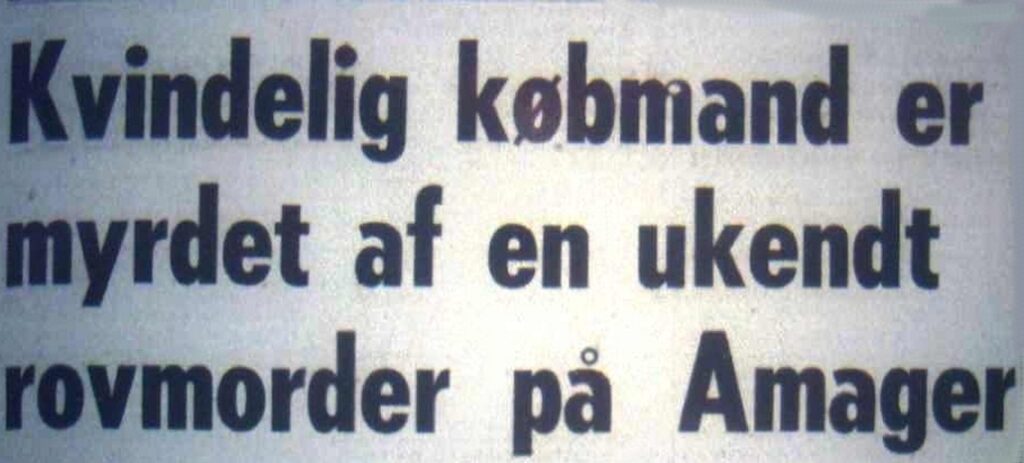 Kvindelig købmand er
myrdet af en ukendt
rovmorder på Amager